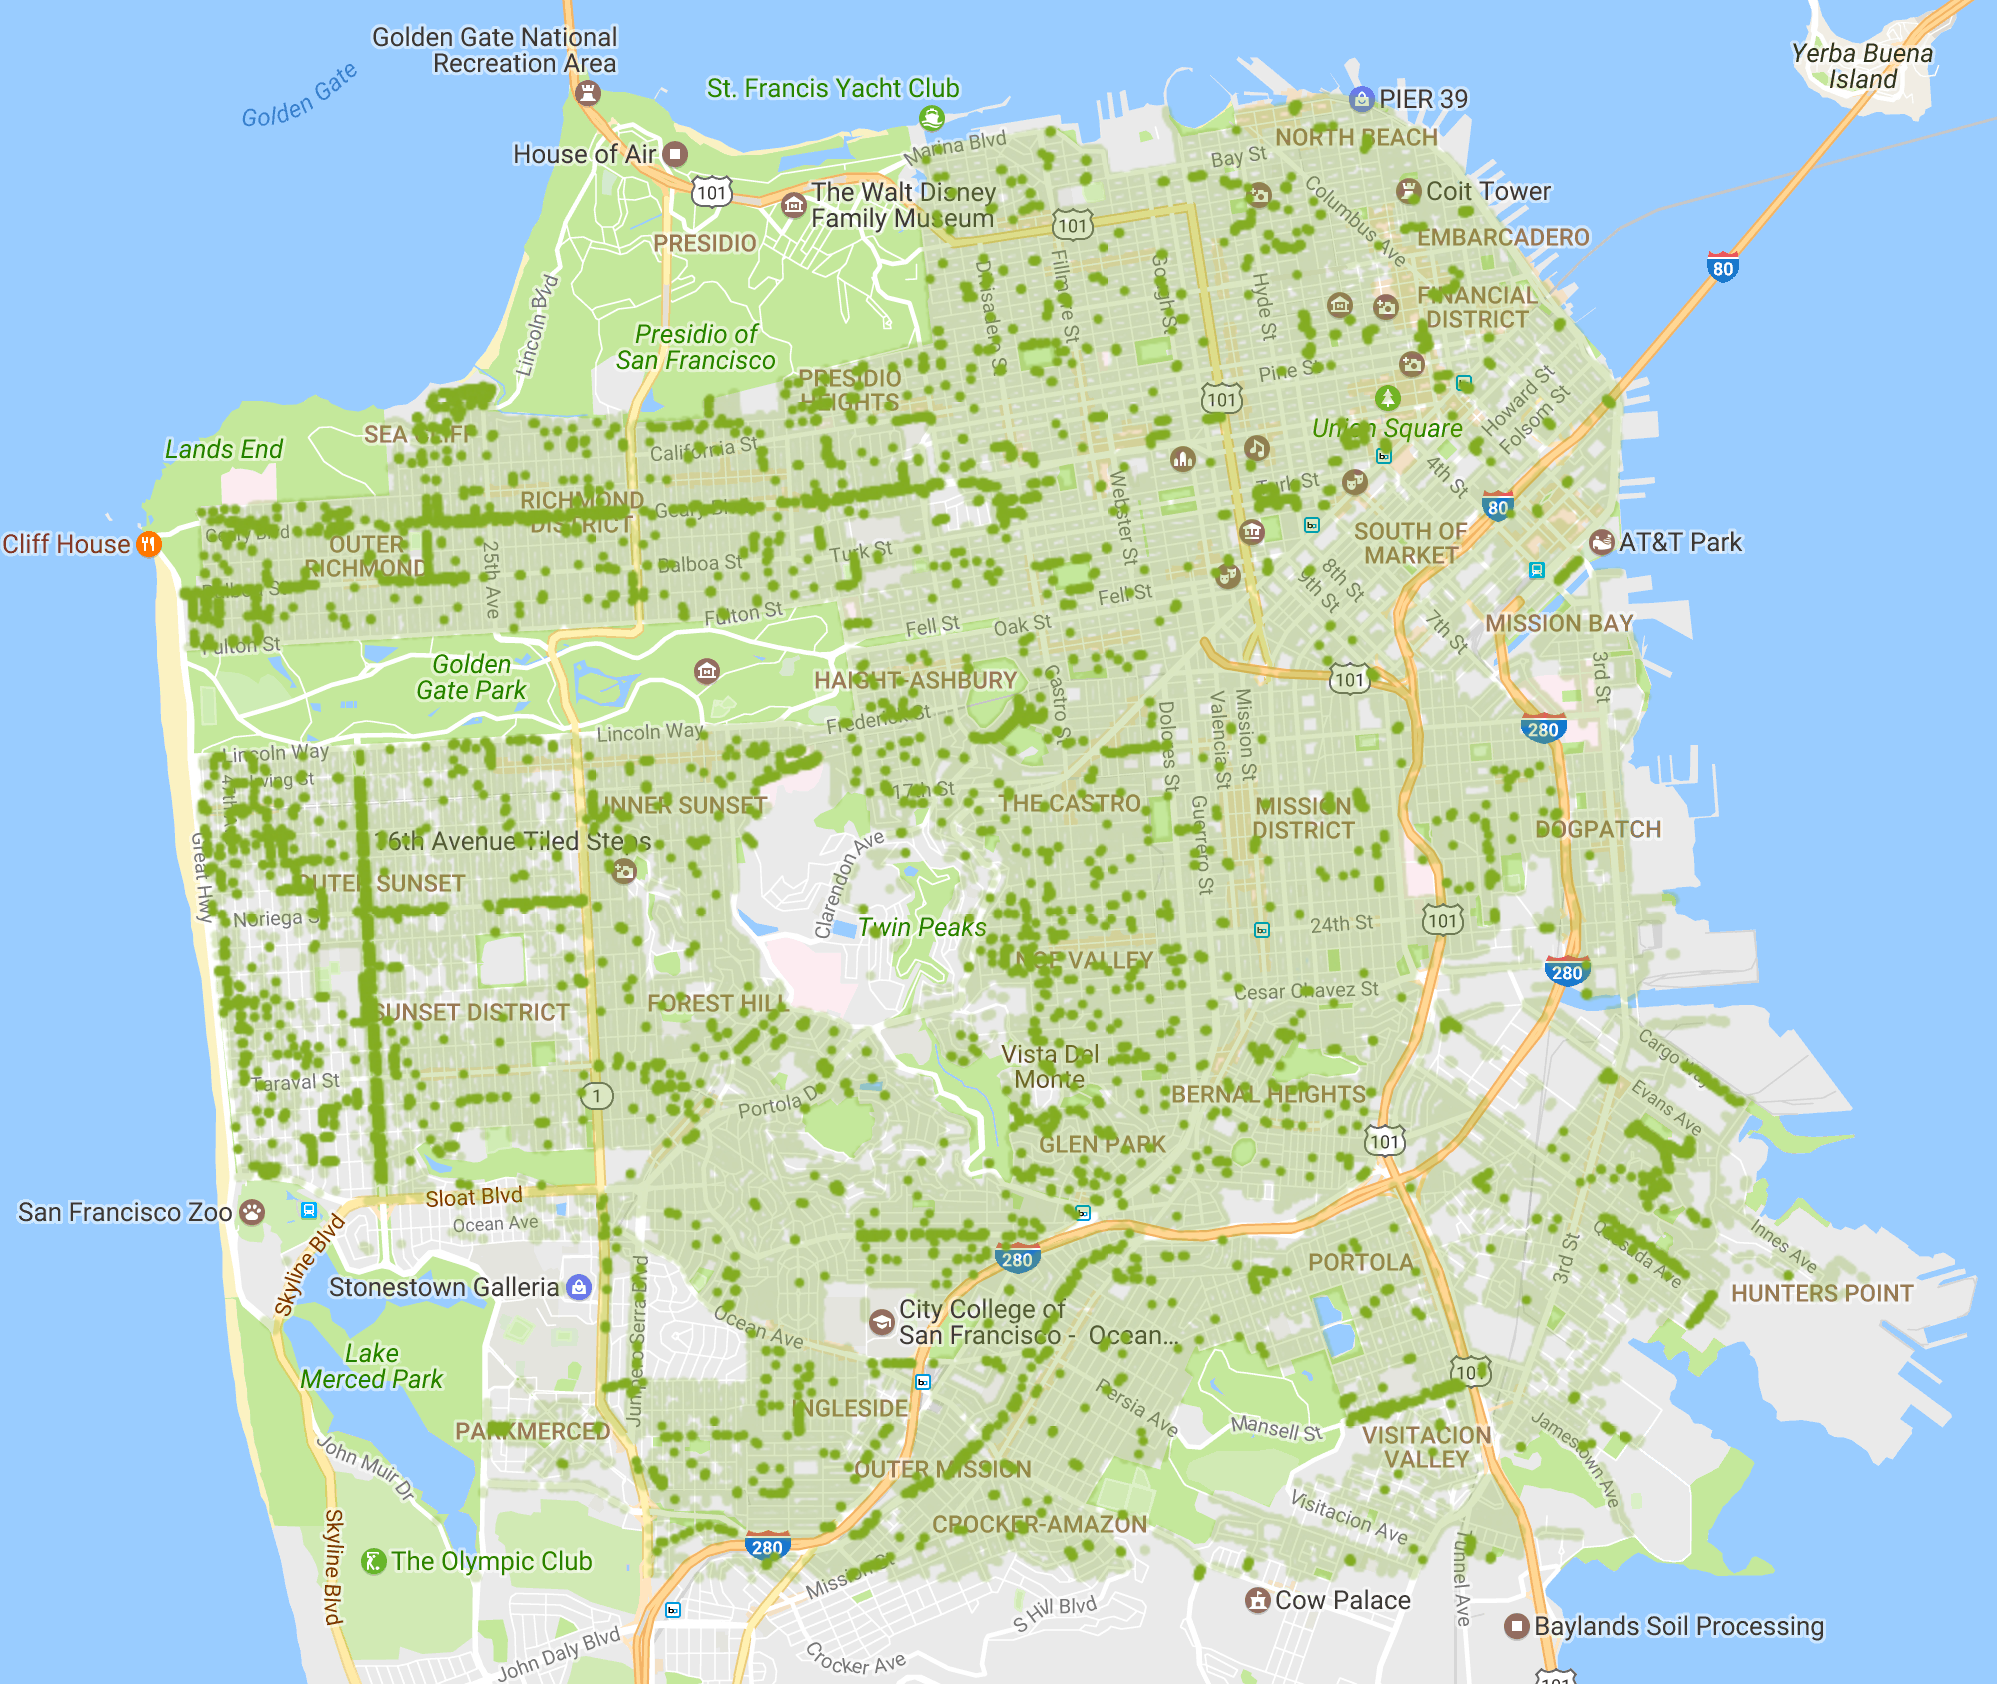 Golden Gate National
Recreation Area
Golden Gate
St. Francis Yacht Club
PIER 39
Yerba Buena
Island
NORTH BEACH
House of Air
Marina Blvd
Bay St
101
The Walt Disney
Family Museum
Coit Tower
Columbus Ave
101
EMBARCADERO
PRESIDIO
80
Divisadero St
Fillmore St
Gough St
Hyde St
FINANCIAL
DISTRICT
Lincoln Blvd
Presidio of
San Francisco
PRESIDIO
HEIGHTS
Pine St
101
Howard St
Folsom St
SEA CLIFF
Union Square
Lands End
California St
4th St
Webster St
Turk St
RICHMOND
DISTRICT
Geary Blvd
80
Geary Blvd
Cliff House
OUTER
RICHMOND
25th Ave
Balboa St
Turk St
SOUTH OF
MARKET
AT&T Park
Balboa St
8th St
9th St
Fulton St
Fell St
Oak St
Fell St
7th St
MISSION BAY
Fulton St
Golden
Gate Park
HAIGHT-ASHBURY
Castro St
101
3rd St
Frederick St
Dolores St
Valencia St
Mission St
280
Lincoln Way
Lincoln Way
Irving St
47th Ave
17th St
INNER SUNSET
THE CASTRO
Guerrero St
MISSION
DISTRICT
DOGPATCH
16th Avenue Tiled Steps
Great Hwy
OUTER SUNSET
Clarendon Ave
Noriega St
Twin Peaks
24th St
101
NOE VALLEY
280
SUNSET DISTRICT
FOREST HILL
Cesar Chavez St
Vista Del
Monte
Cargo Way
Taraval St
1
Portola D
BERNAL HEIGHTS
Evans Ave
GLEN PARK
101
San Francisco Zoo
Sloat Blvd
Ocean Ave
Skyline Blvd
280
PORTOLA
3rd St
Quesada Ave
Innes Ave
HUNTERS POINT
Stonestown Galleria
Junipero Serra Blvd
Ocean Ave
City College of
San Francisco - Ocean...
Lake
Merced Park
101
INGLESIDE
Persia Ave
Mansell St
PARKMERCED
VISITACION
VALLEY
Jamestown Ave
John Muir Dr
OUTER MISSION
Visitacion Ave
Skyline Blvd
CROCKER-AMAZON
280
The Olympic Club
Mission St
Tunnel Ave
Cow Palace
S Hill Blvd
Baylands Soil Processing
John Daly Blvd
Crocker Ave
101